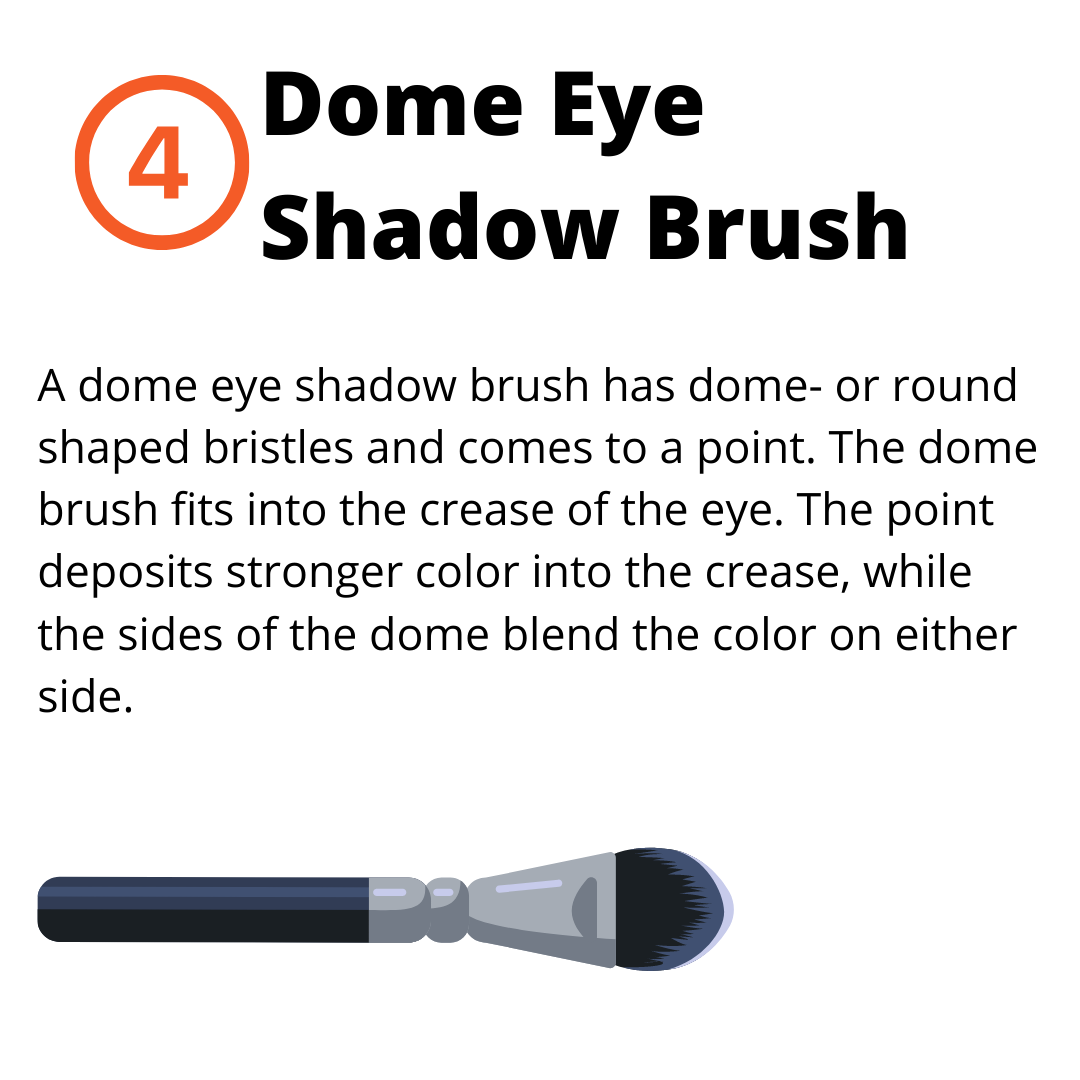 4
Dome Eye
Shadow Brush
A dome eye shadow brush has dome- or round
shaped bristles and comes to a point. The dome
brush fits into the crease of the eye. The point
deposits stronger color into the crease, while
the sides of the dome blend the color on either
side.